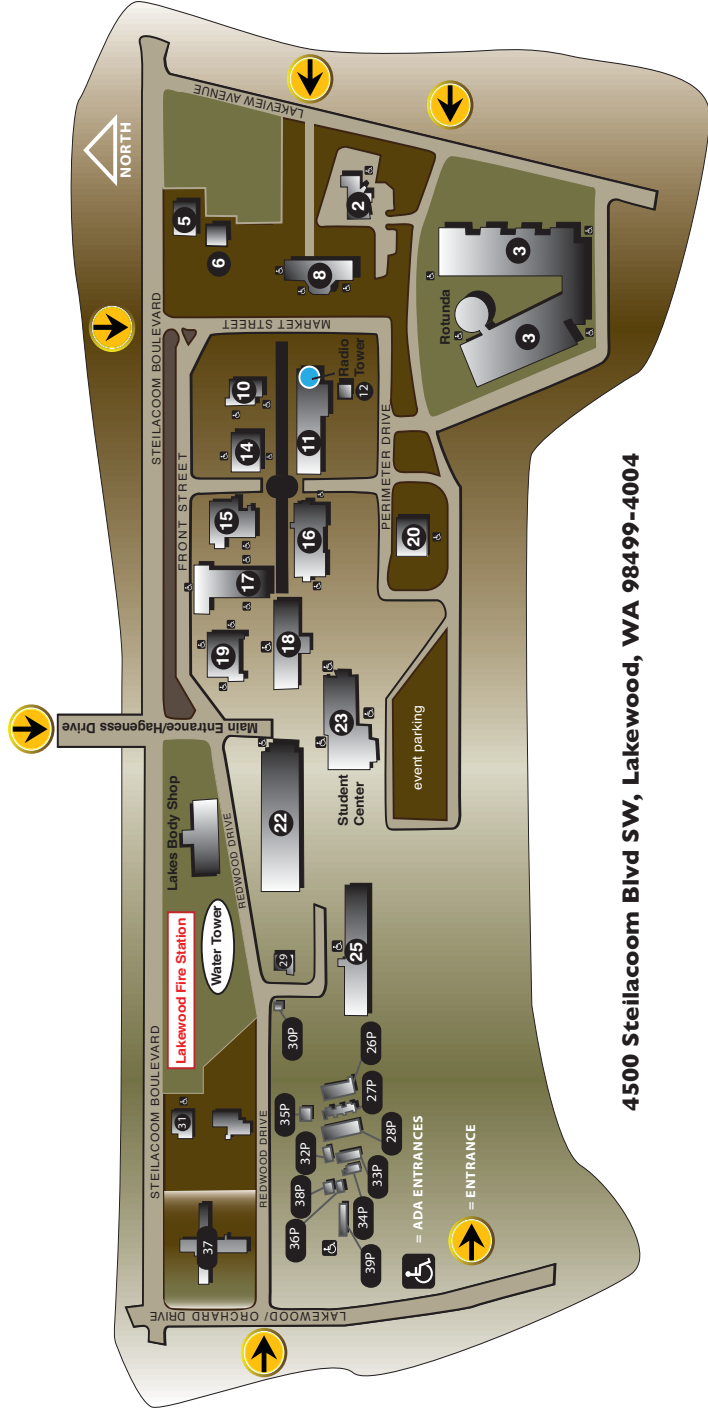 NORTH
LAKEVIEW AVENUE
STEILACOOM BOULEVARD
5
6
2
8
3
3
Rotunda
MARKET STREET
FRONT STREET
10
Radio
Tower
12
11
14
PERIMETER DRIVE
15
16
20
17
18
19
Main Entrance/Hageness Drive
23
Student
Center
event parking
22
Lakes Body Shop
REDWOOD DRIVE
Lakewood Fire Station
Water Tower
29
25
30P
STEILACOOM BOULEVARD
31
REDWOOD DRIVE
35P
26P
27P
28P
32P
33P
38P
34P
36P
39P
37
LAKEWOOD/ ORCHARD DRIVE
= ADA ENTRANCES
= ENTRANCE
4500 Steilacoom Blvd SW, Lakewood, WA 98499-4004